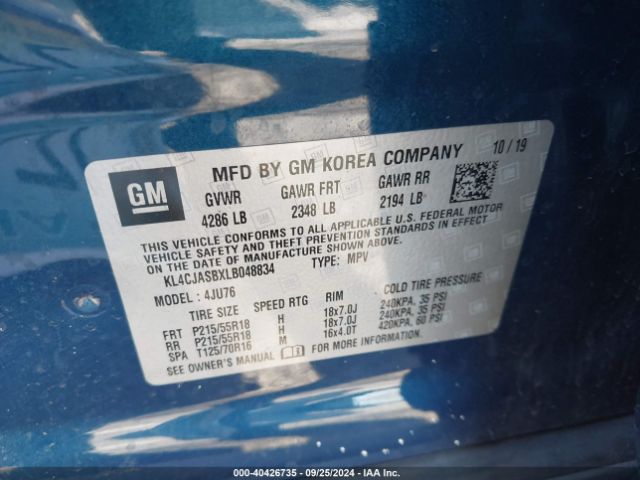 GM
MFD BY GM KOREA COMPANY 10 / 19
GVWR GAWR FRT GAWR RR
4286 LB 2348 LB 2194 LB
THIS VEHICLE CONFORMS TO ALL APPLICABLE U.S. FEDERAL MOTOR
VEHICLE SAFETY AND THEFT PREVENTION STANDARDS IN EFFECT
ON THE DATE OF MANUFACTURE SHOWN ABOVE.
KL4CJASBXLB048834 TYPE: MPV
MODEL : 4JU76
TIRE SIZE SPEED RTG RIM COLD TIRE PRESSURE
FRT P215/55R18 H 18x7.0J 240KPA, 35 PSI
RR P215/55R18 H 18x7.0J 240KPA, 35 PSI
SPA T125/70R16 M 16x4.0T 420KPA, 60 PSI
SEE OWNER'S MANUAL FOR MORE INFORMATION.
000-40426735 - 09/25/2024 - IAA Inc.